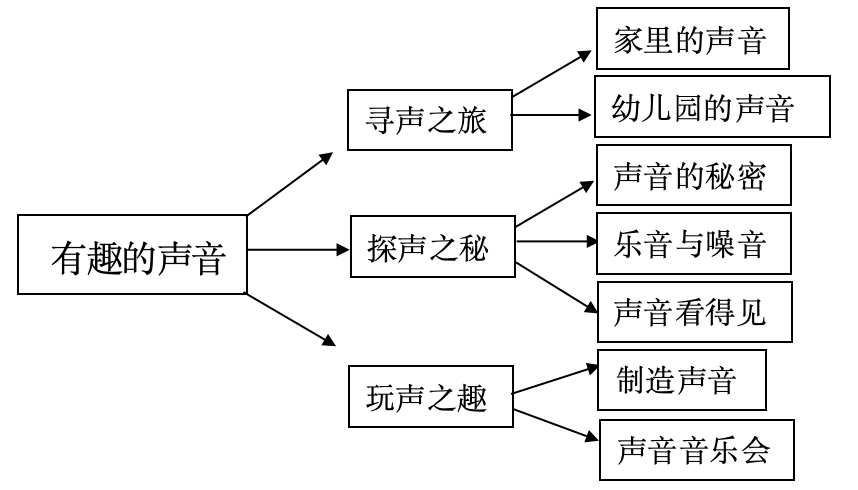 有趣的声音
寻声之旅
家里的声音
幼儿园的声音
探声之秘
声音的秘密
乐音与噪音
声音看得见
玩声之趣
制造声音
声音音乐会